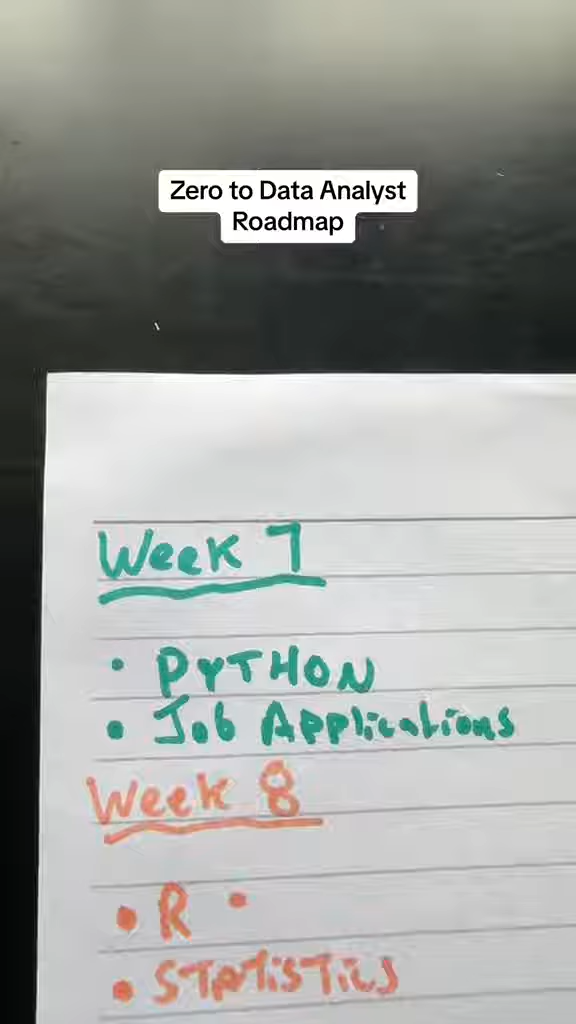 Zero to Data Analyst
Roadmap
Week 7
• PYTHON
• Job Applications
Week 8
• R •
• STATISTICS